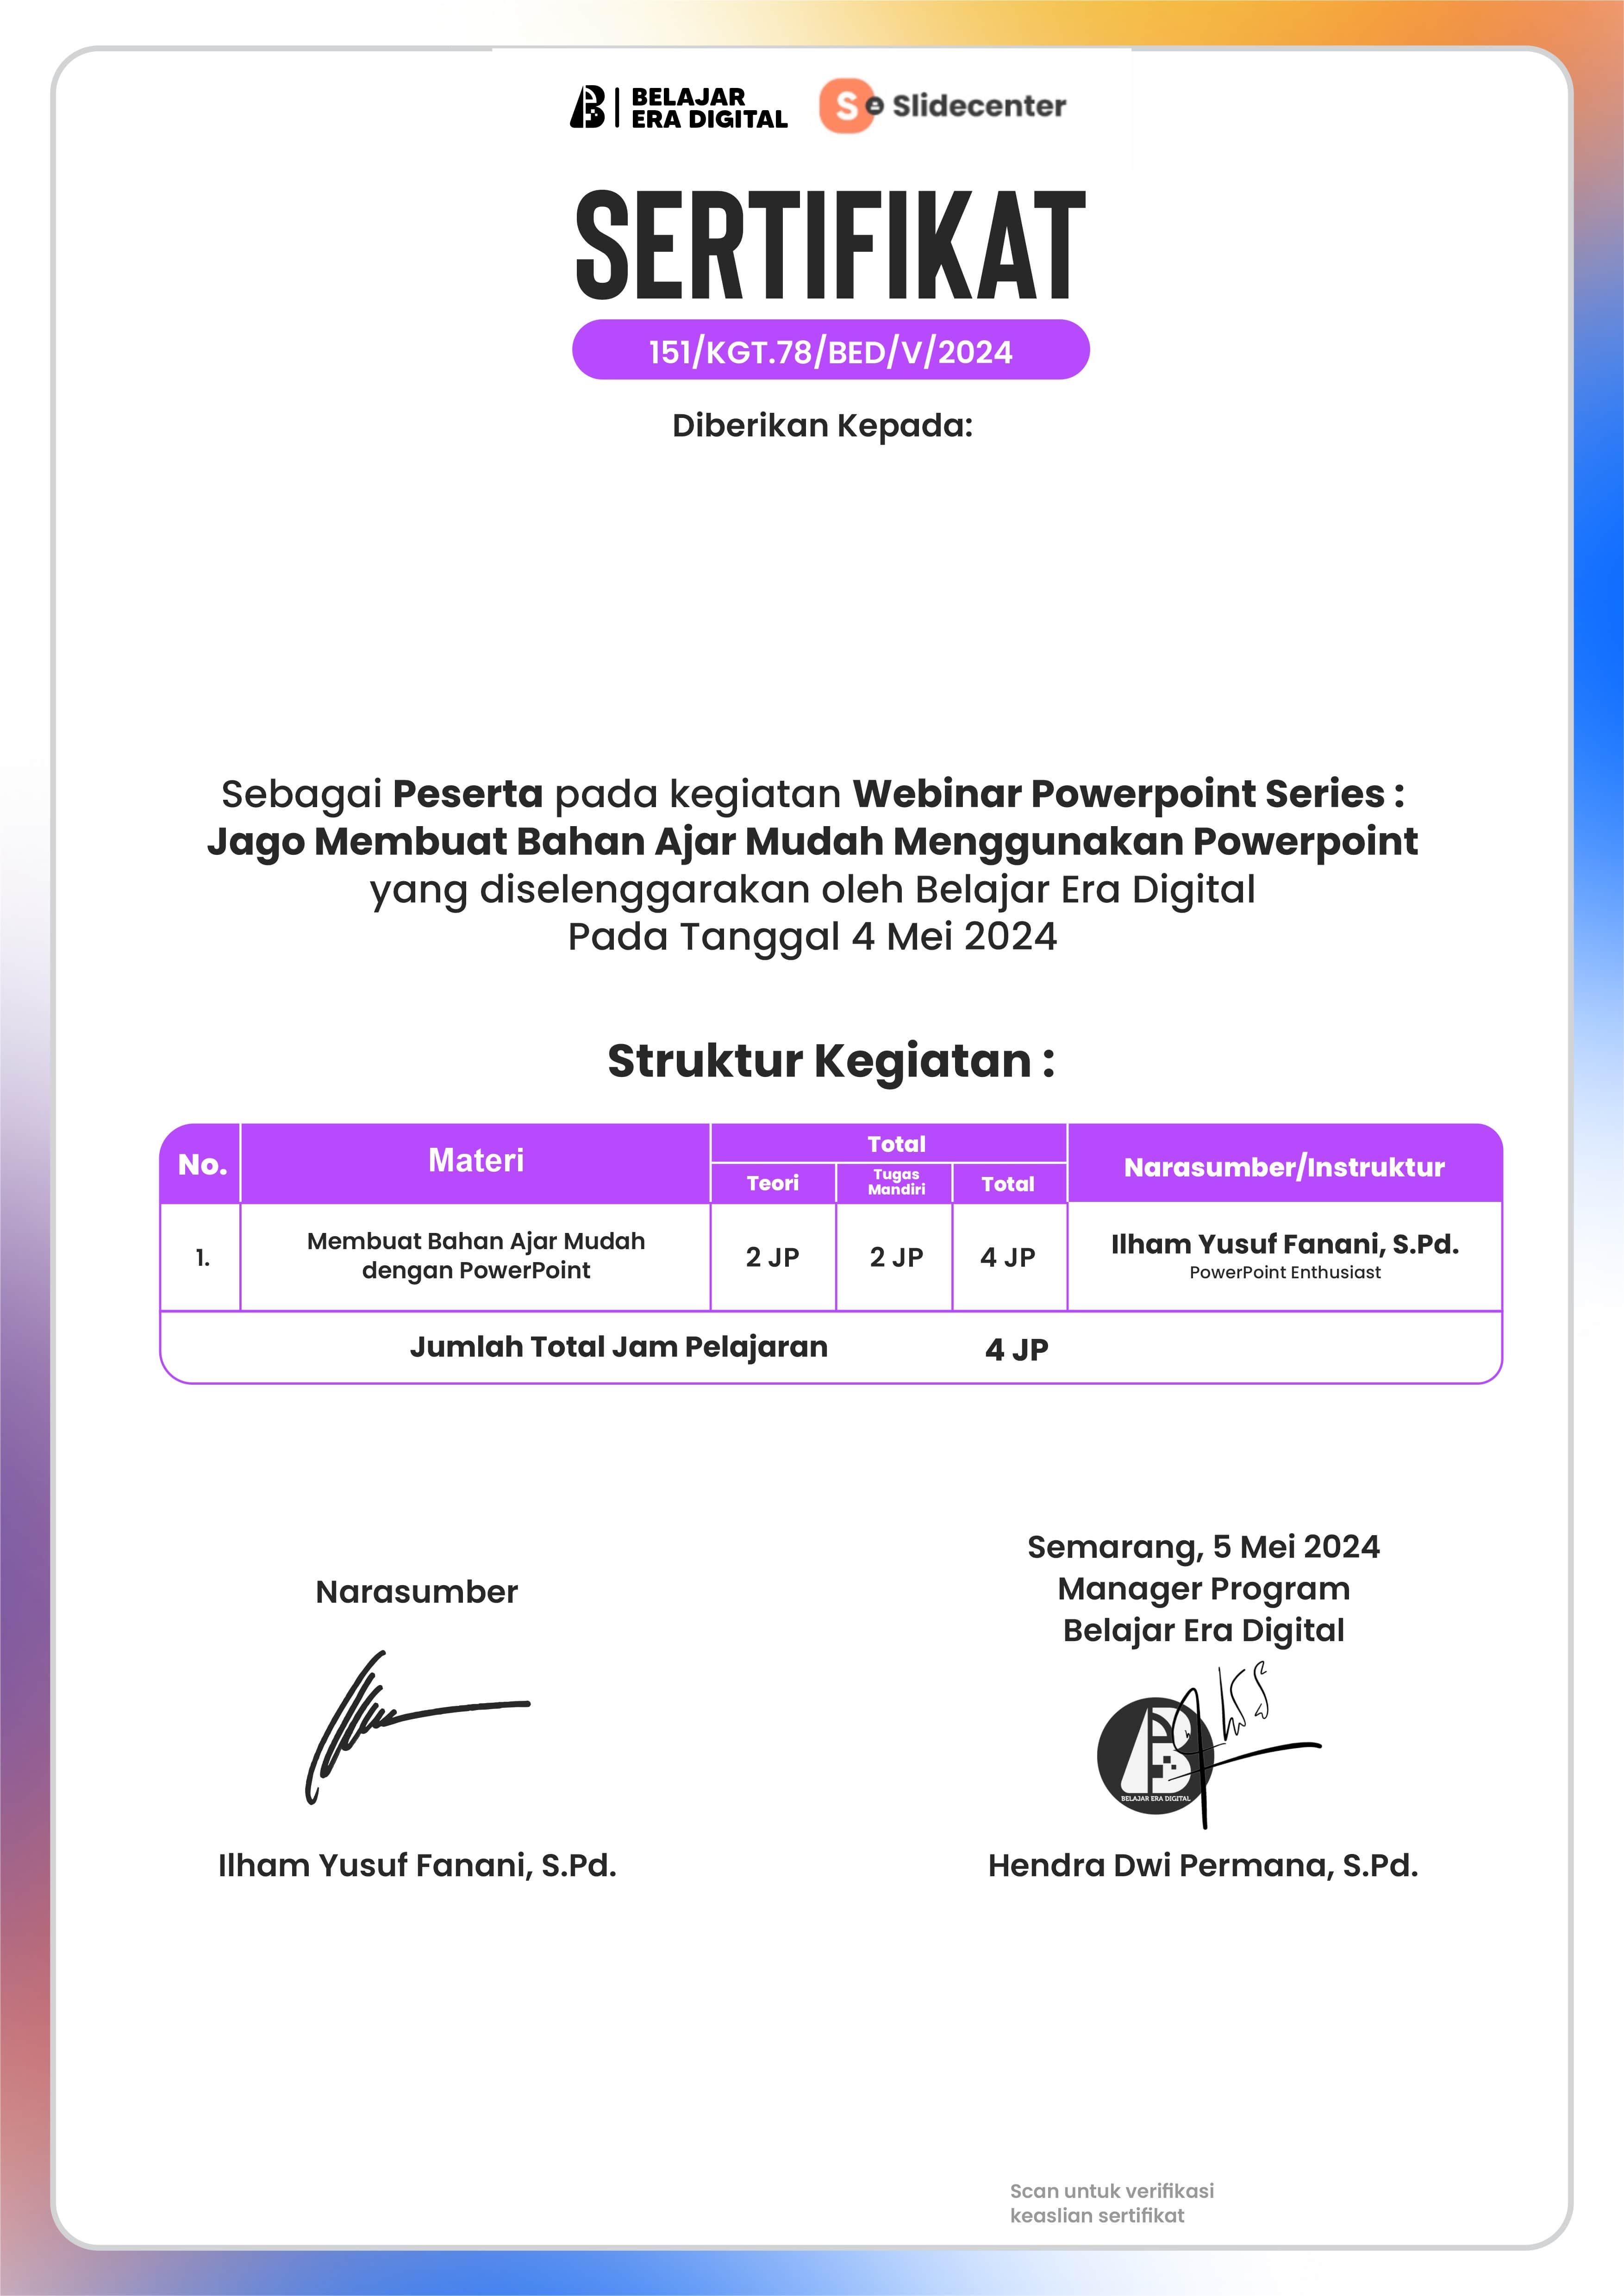 BELAJAR
ERA DIGITAL
S Slidecenter
SERTIFIKAT
151/KGT.78/BED/V/2024
Diberikan Kepada:
Sebagai Peserta pada kegiatan Webinar Powerpoint Series :
Jago Membuat Bahan Ajar Mudah Menggunakan Powerpoint
yang diselenggarakan oleh Belajar Era Digital
Pada Tanggal 4 Mei 2024
Struktur Kegiatan :
No. Materi Total Narasumber/Instruktur
Teori Tugas Mandiri Total
1. Membuat Bahan Ajar Mudah dengan PowerPoint 2 JP 2 JP 4 JP Ilham Yusuf Fanani, S.Pd.
PowerPoint Enthusiast
Jumlah Total Jam Pelajaran 4 JP
Narasumber
Ilham Yusuf Fanani, S.Pd.
Semarang, 5 Mei 2024
Manager Program
Belajar Era Digital
BELAJAR ERA DIGITAL
Hendra Dwi Permana, S.Pd.
Scan untuk verifikasi
keaslian sertifikat